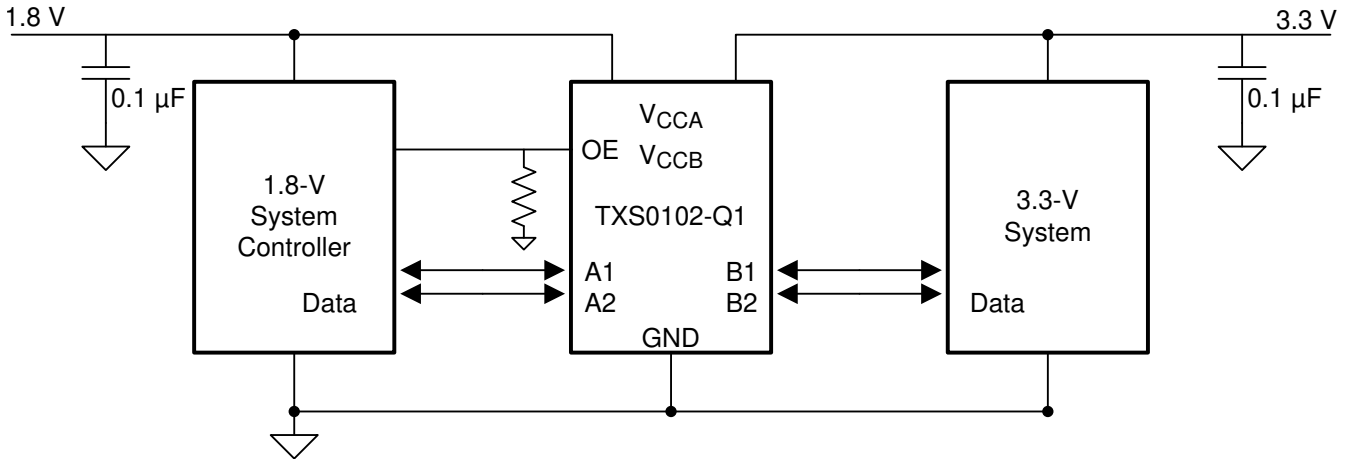 1.8 V
3.3 V
0.1 µF
0.1 µF
VCCA
OE VCCB
1.8-V
System
Controller
TXS0102-Q1
3.3-V
System
A1
B1
Data
A2
B2
Data
GND